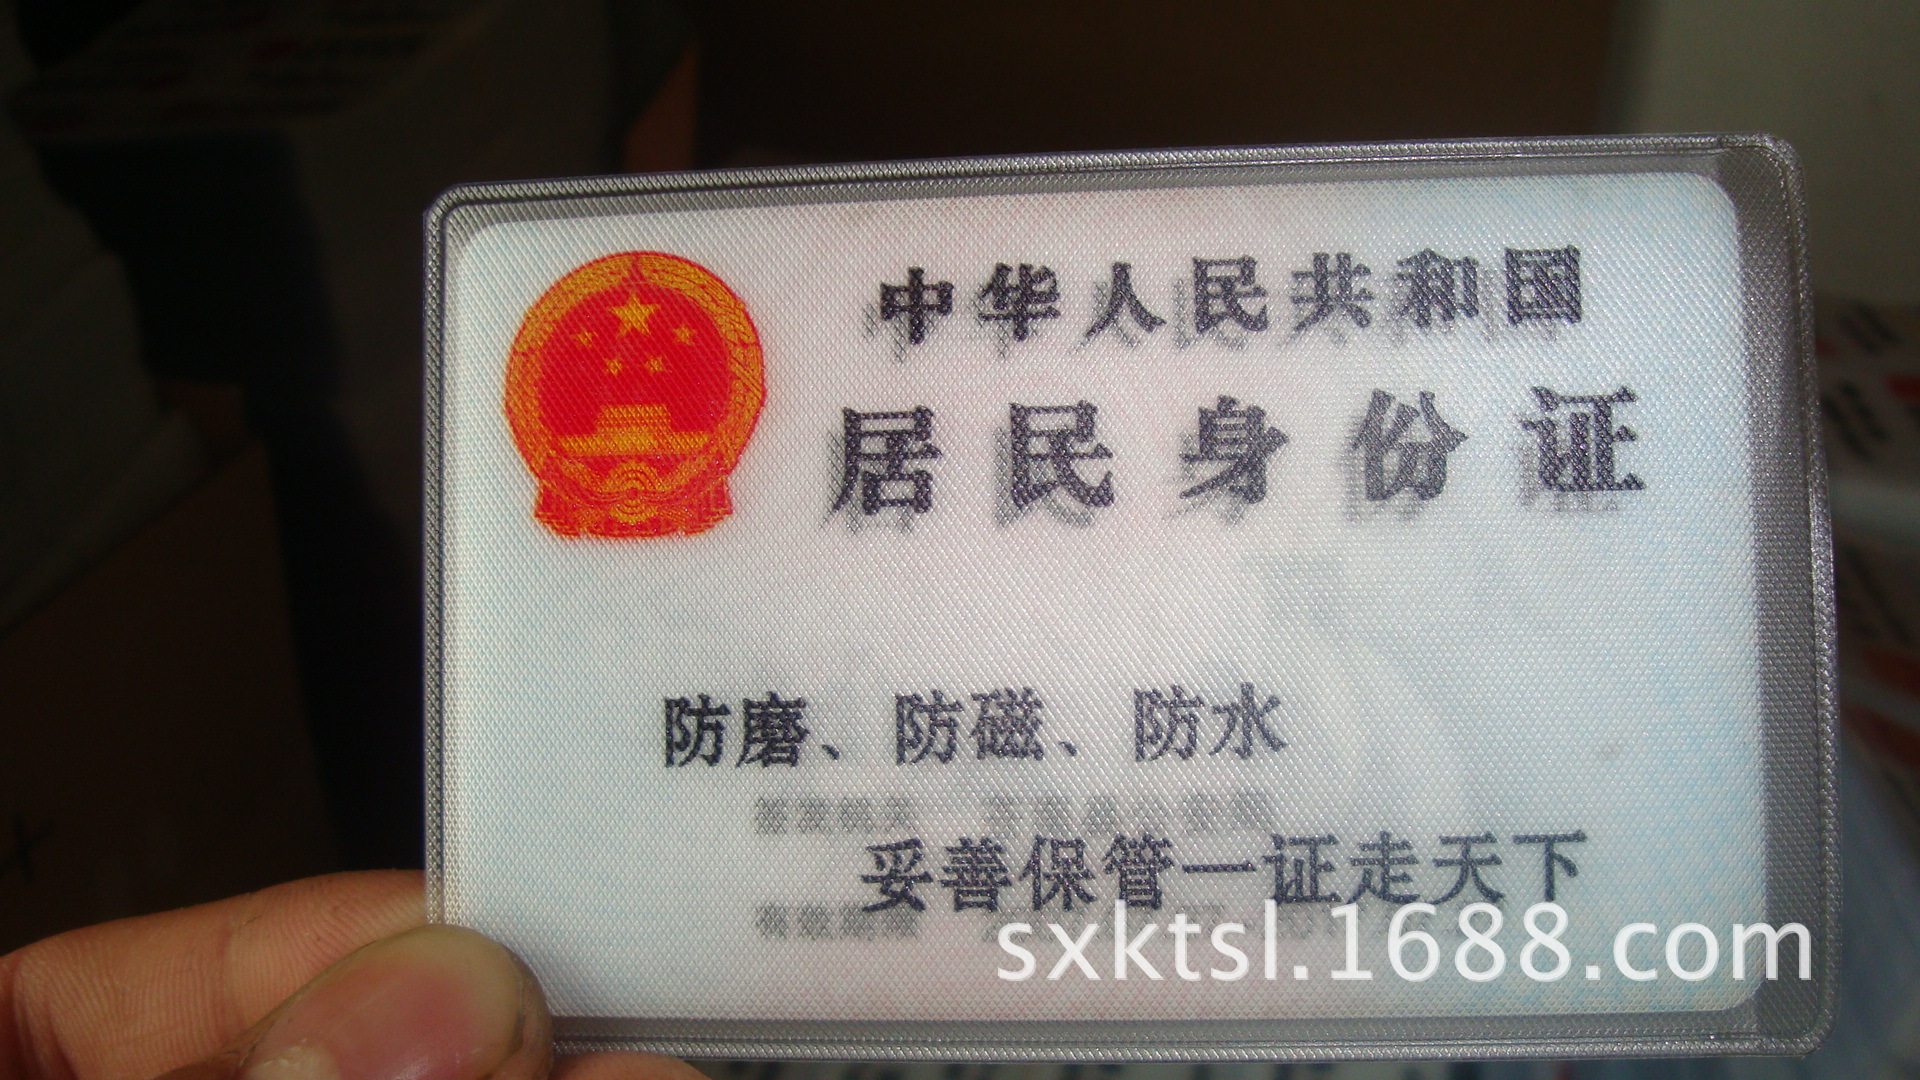 中华人民共和国
居民身份证
防磨、防磁、防水
妥善保管一证走天下
sxktsl.1688.com